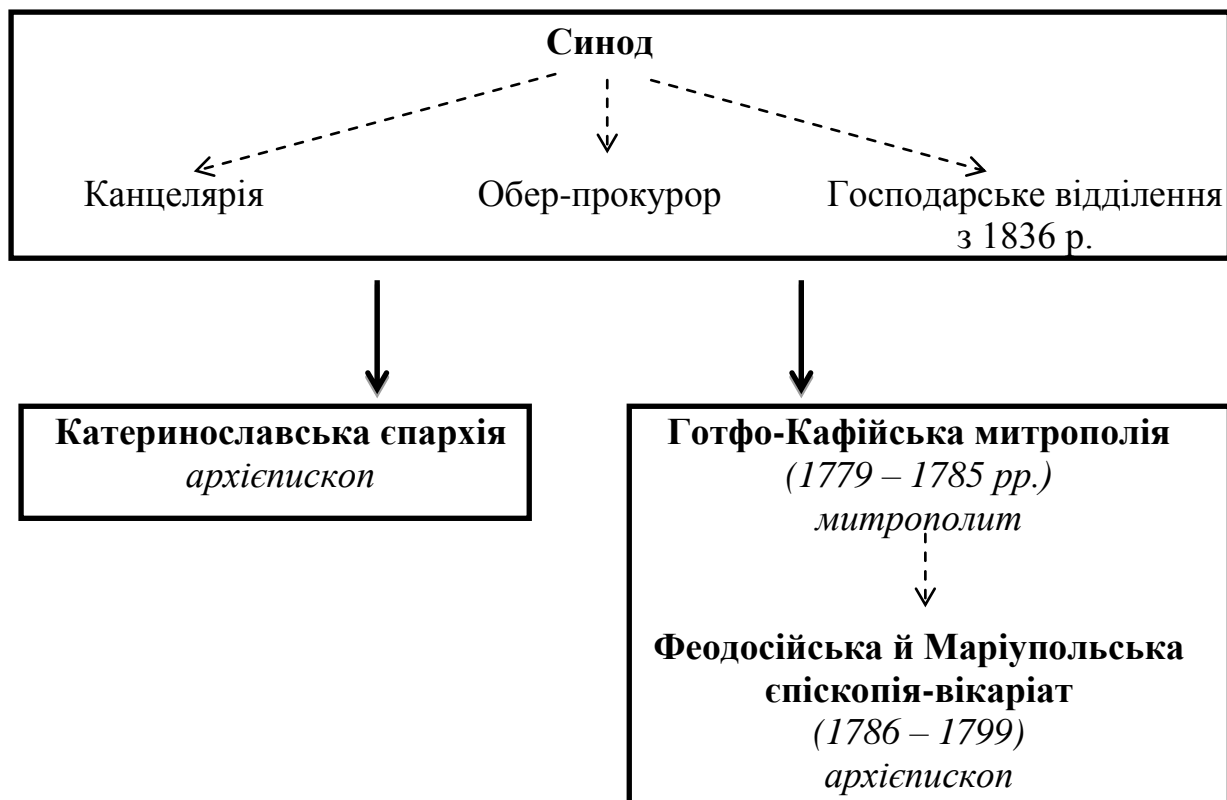 Синод
Канцелярія
Обер-прокурор
Господарське відділення
з 1836 р.
Катеринославська єпархія
архієпископ
Готфо-Кафійська митрополія
(1779 – 1785 рр.)
митрополит
Феодосійська й Маріупольська
єпіскопія-вікаріат
(1786 – 1799)
архієпископ